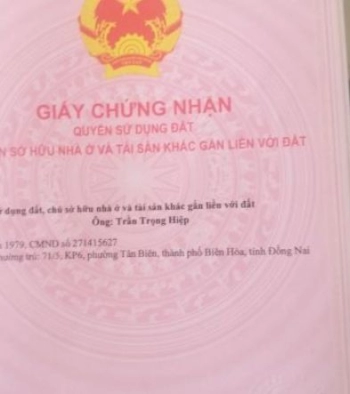 GIẤY CHỨNG NHẬN
QUYỀN SỬ DỤNG ĐẤT
SỞ HỮU NHÀ Ở VÀ TÀI SẢN KHÁC GẮN LIỀN VỚI ĐẤT
dụng đất, chủ sở hữu nhà ở và tài sản khác gắn liền với đất
Ông: Trần Trọng Hiệp
1979, CMND số 271415627
trú: 71/5, KP6, phường Tân Biên, thành phố Biên Hòa, tỉnh Đồng Nai